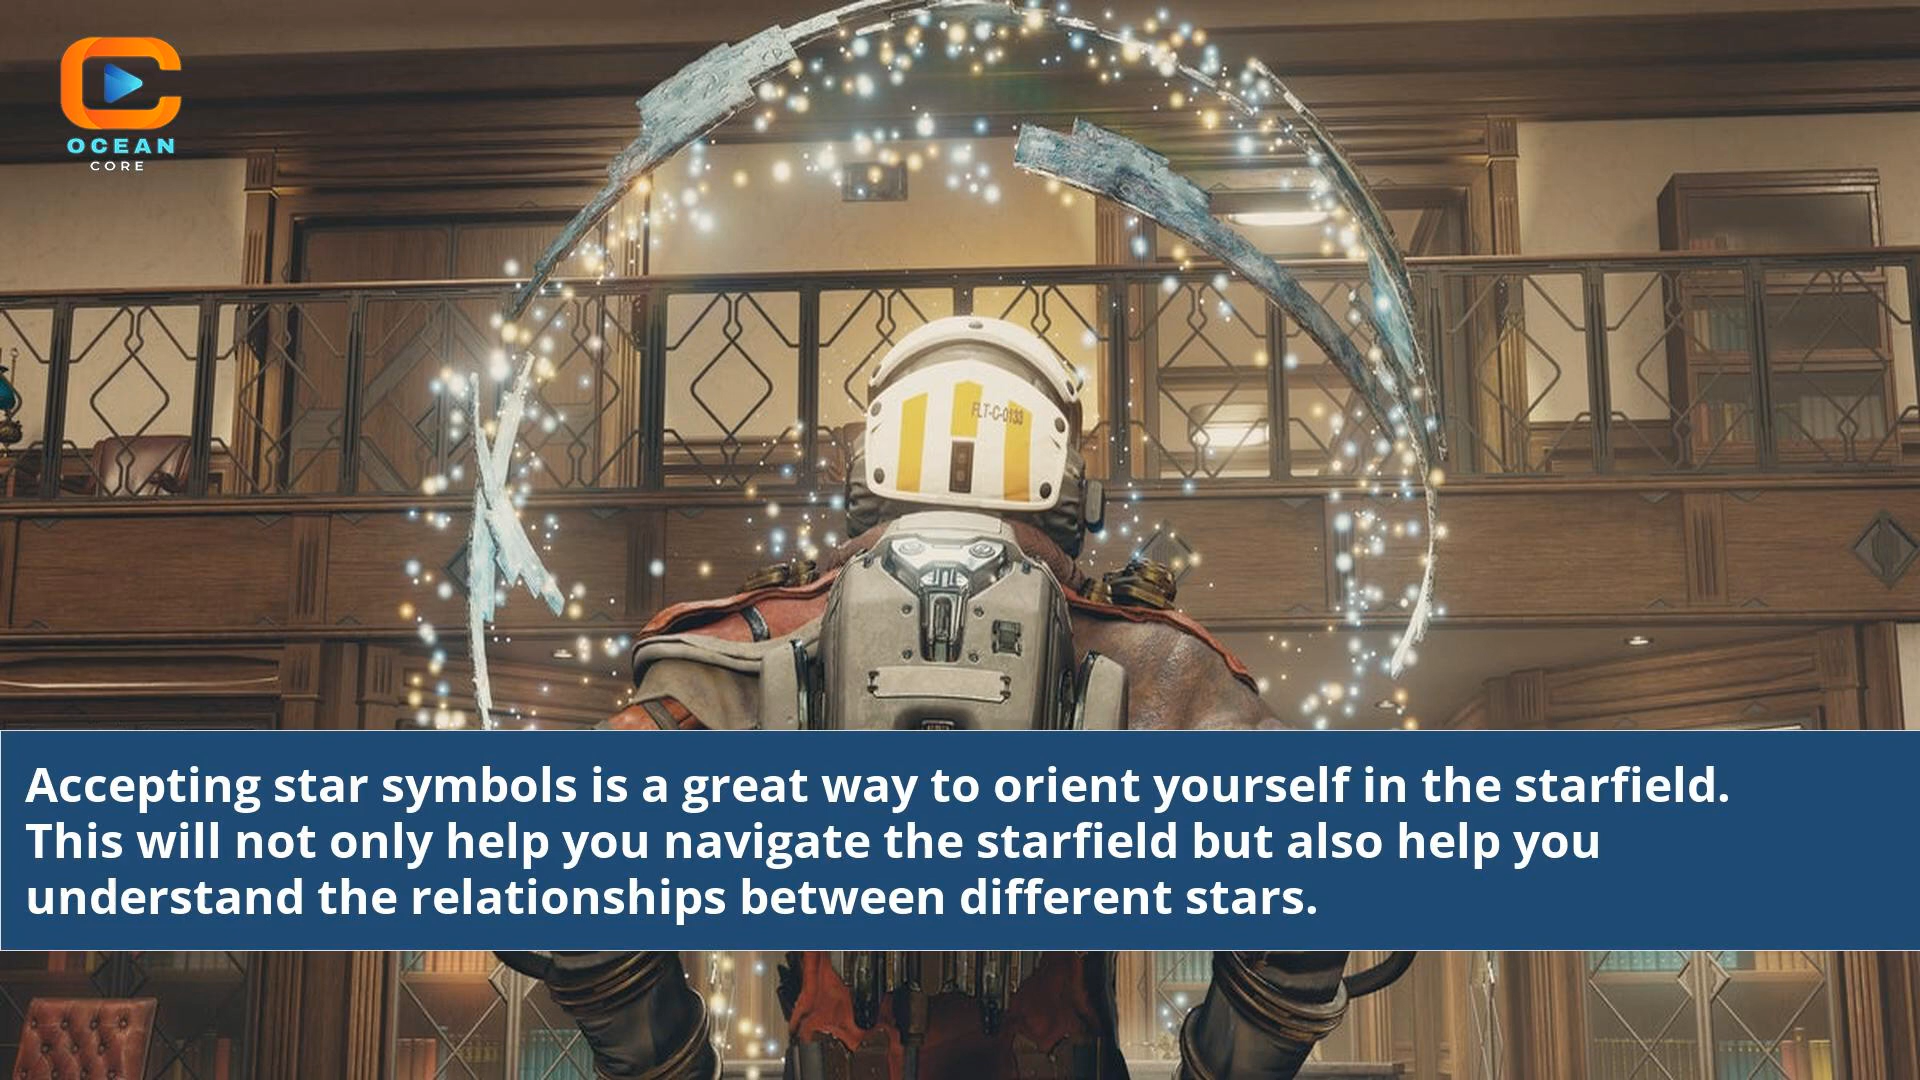 OCEAN
CORE
FLT-C-0133
Accepting star symbols is a great way to orient yourself in the starfield.
This will not only help you navigate the starfield but also help you
understand the relationships between different stars.